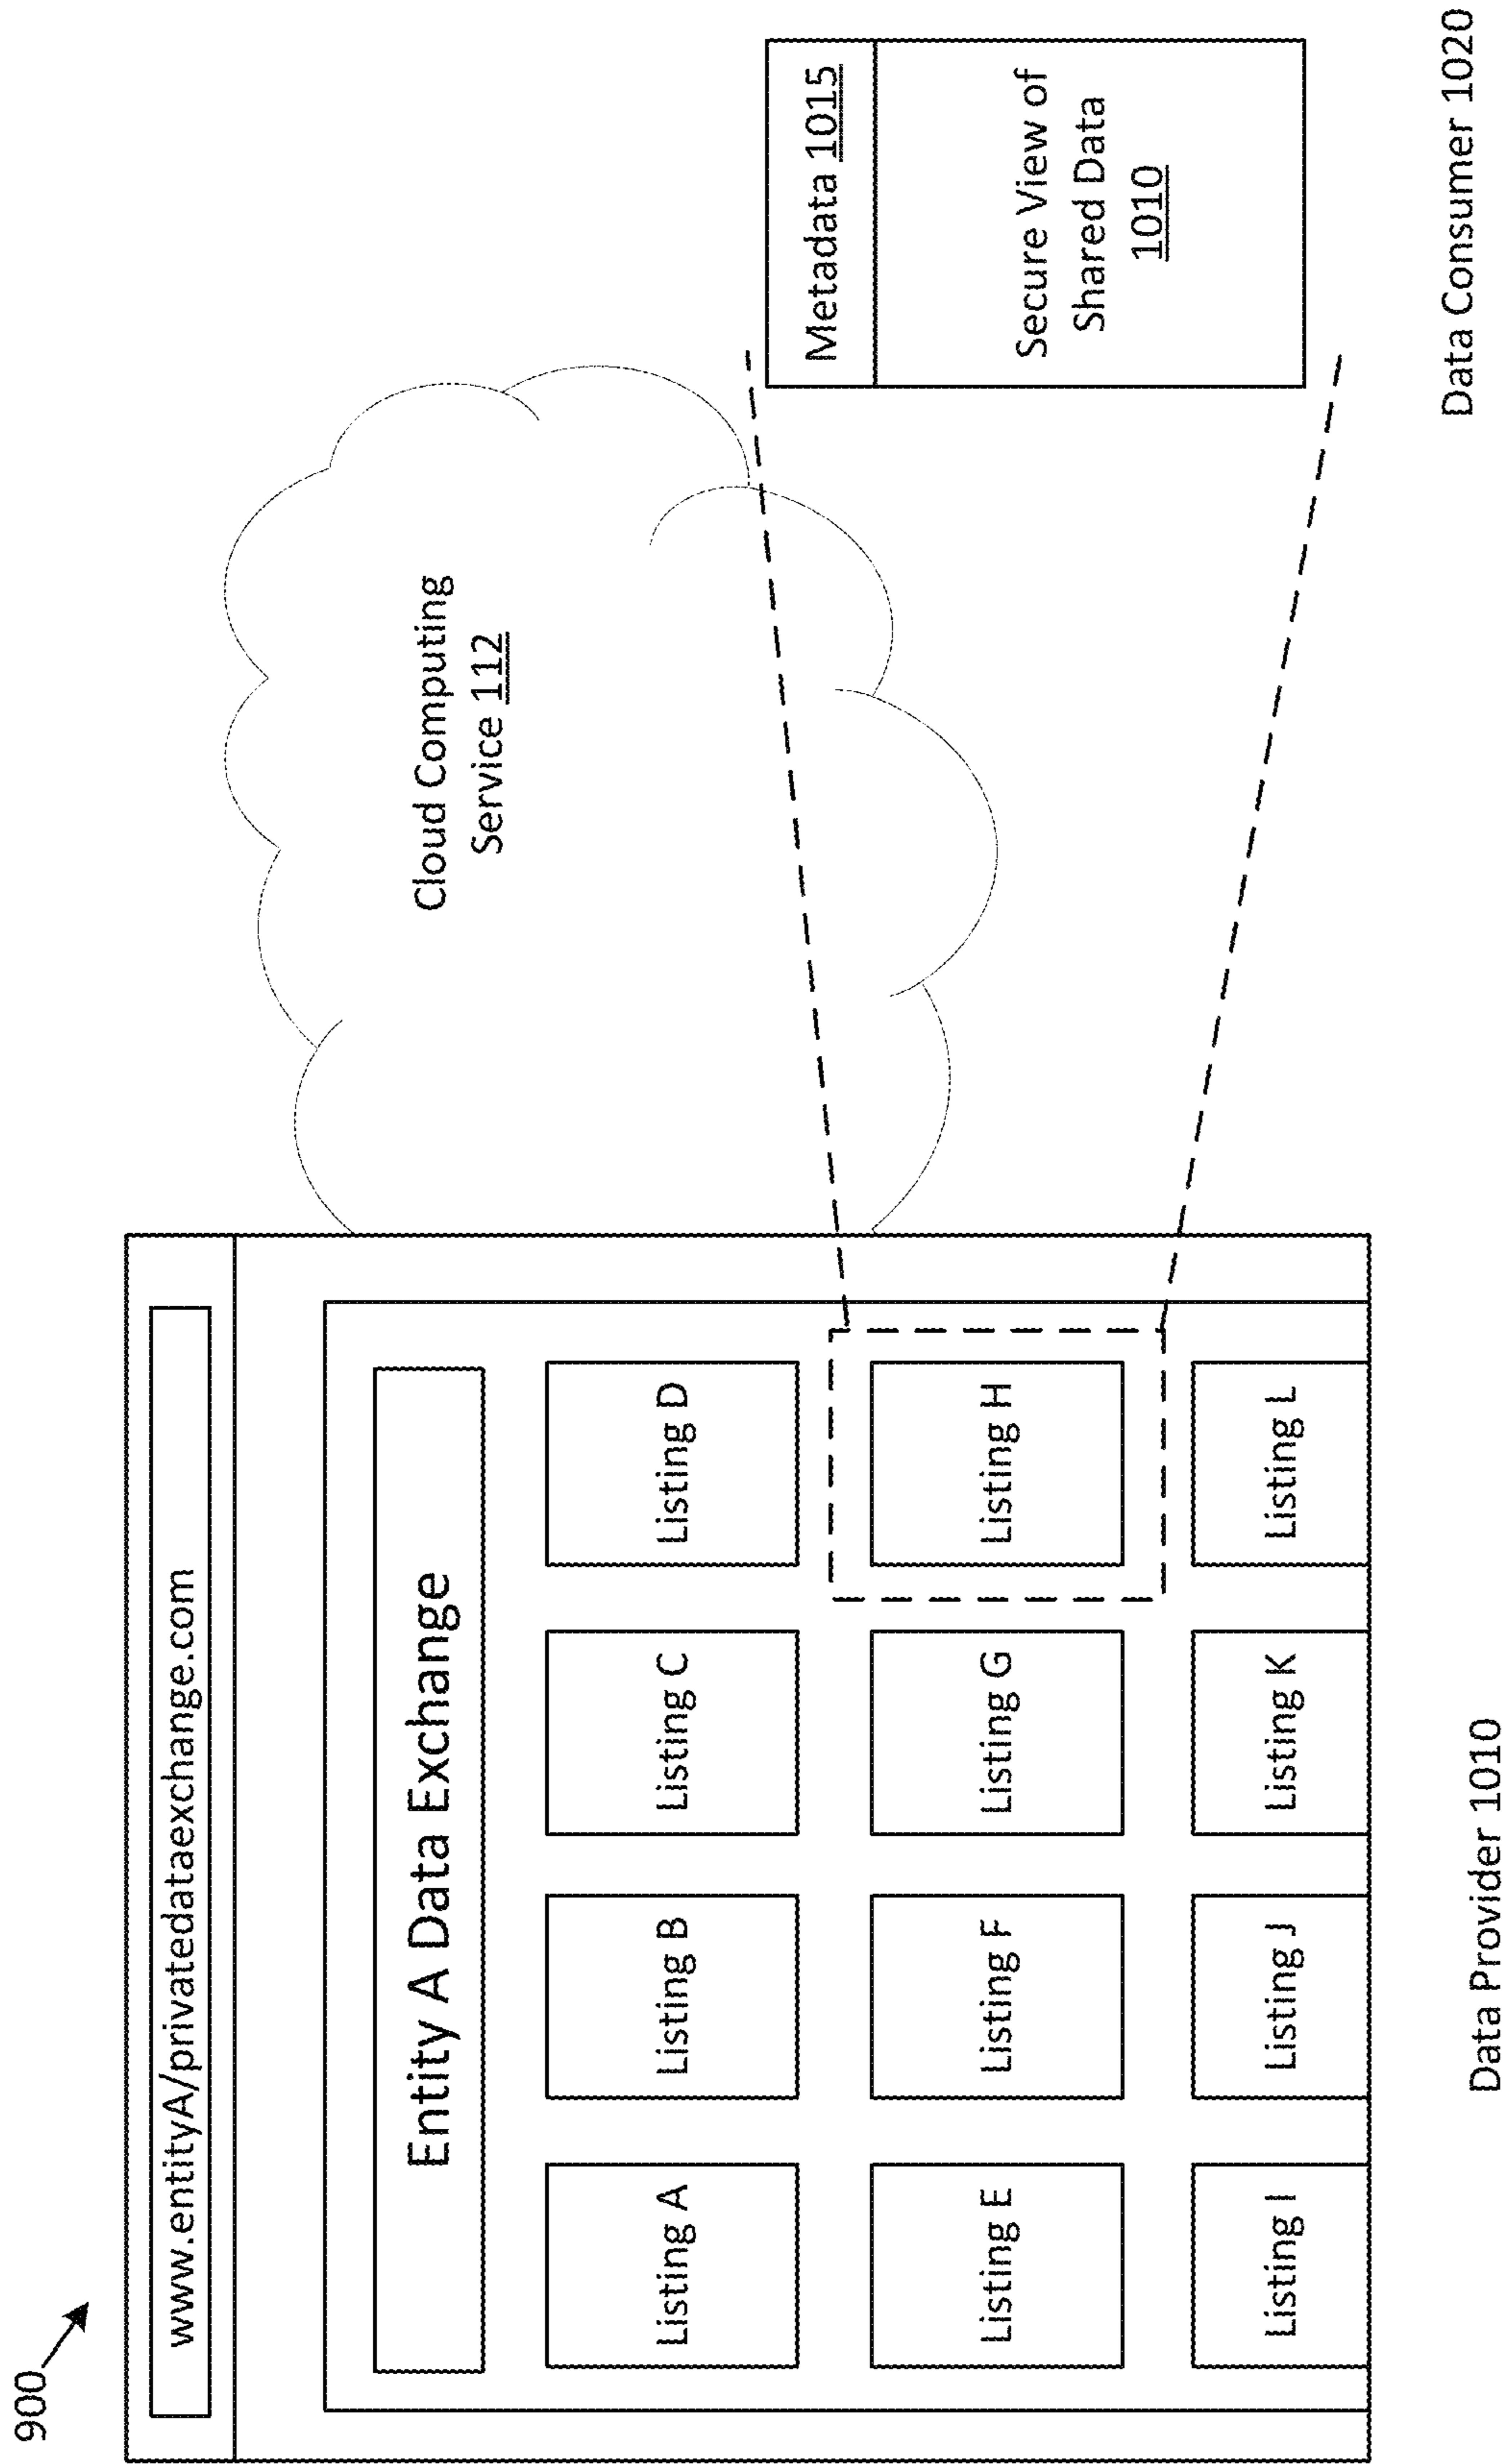 900
www.entityA/privatedataexchange.com
Entity A Data Exchange
Listing A
Listing B
Listing C
Listing D
Listing E
Listing F
Listing G
Listing H
Listing I
Listing J
Listing K
Listing L
Cloud Computing
Service 112
Metadata 1015
Secure View of
Shared Data
1010
Data Provider 1010
Data Consumer 1020